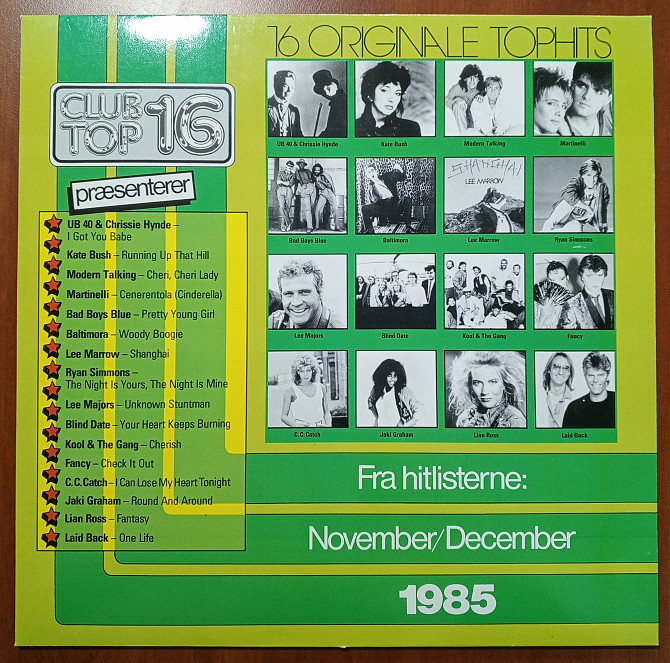 16 ORIGINALE TOPHITS
CLUB
TOP 16
præsenterer
UB 40 & Chrissie Hynde –
I Got You Babe
Kate Bush – Running Up That Hill
Modern Talking – Cheri, Cheri Lady
Martinelli – Cenerentola (Cinderella)
Bad Boys Blue – Pretty Young Girl
Baltimora – Woody Boogie
Lee Marrow – Shanghai
Ryan Simmons –
The Night Is Yours, The Night Is Mine
Lee Majors – Unknown Stuntman
Blind Date – Your Heart Keeps Burning
Kool & The Gang – Cherish
Fancy – Check It Out
C.C.Catch – I Can Lose My Heart Tonight
Jaki Graham – Round And Around
Lian Ross – Fantasy
Laid Back – One Life
UB 40 & Chrissie Hynde
Kate Bush
Modern Talking
Martinelli
SHANGHAI
LEE MARROW
Bad Boys Blue
Baltimora
Lee Marrow
Ryan Simmons
Lee Majors
Blind Date
Kool & The Gang
Fancy
C.C.Catch
Jaki Graham
Lian Ross
Laid Back
Fra hitlisterne:
November/December
1985